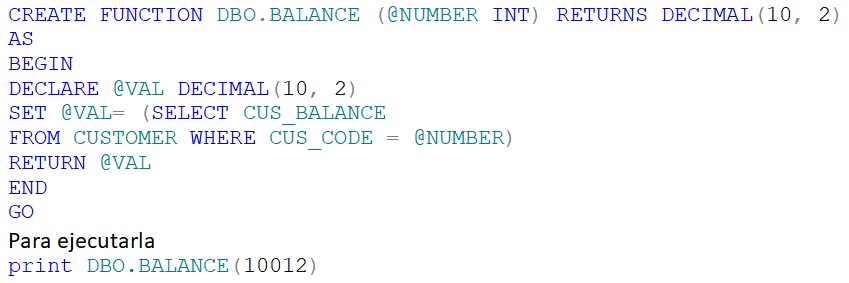 CREATE FUNCTION DBO.BALANCE (@NUMBER INT) RETURNS DECIMAL(10, 2)
AS
BEGIN
DECLARE @VAL DECIMAL(10, 2)
SET @VAL= (SELECT CUS_BALANCE
FROM CUSTOMER WHERE CUS_CODE = @NUMBER)
RETURN @VAL
END
GO
Para ejecutarla
print DBO.BALANCE(10012)